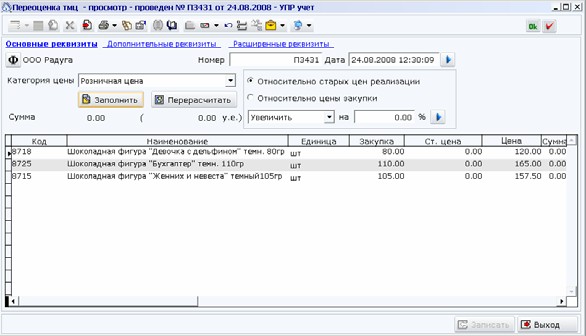 Переоценка тмц - просмотр - проведен № П3431 от 24.08.2008 - УПР учет
ok
Основные реквизиты Дополнительные реквизиты Расширенные реквизиты
Ф ООО Радуга Номер П3431 Дата 24.08.2008 12:30:09
Категория цены Розничная цена
Относительно старых цен реализации
Заполнить Перерасчитать
Относительно цены закупки
Сумма 0.00 ( 0.00 у.е.) Увеличить на 0.00 %
Код Наименование Единица Закупка Ст. цена Цена Сумма
8718 Шоколадная фигура "Девочка с дельфином" темн. 80гр шт 80.00 0.00 120.00 0.00
8725 Шоколадная фигура "Бухгалтер" темн. 110гр шт 110.00 0.00 165.00 0.00
8715 Шоколадная фигура "Женних и невеста" темный105гр шт 105.00 0.00 157.50 0.00
Записать Выход